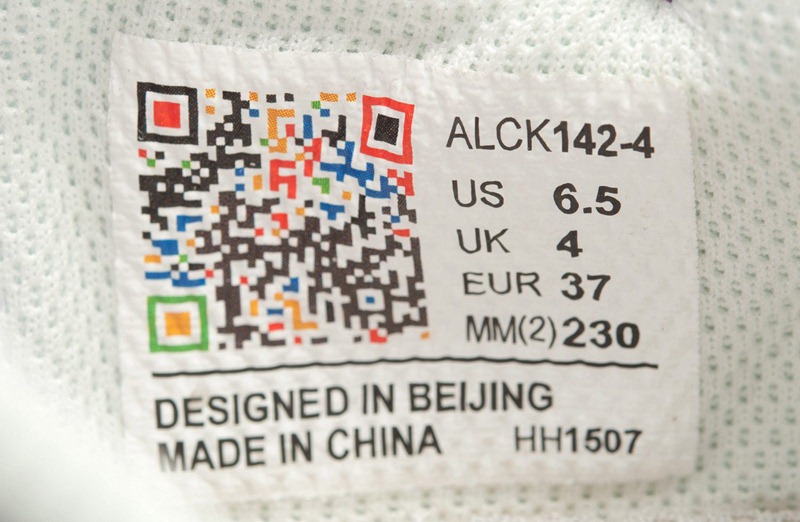 ALCK142-4
US 6.5
UK 4
EUR 37
MM(2) 230
DESIGNED IN BEIJING
MADE IN CHINA HH1507